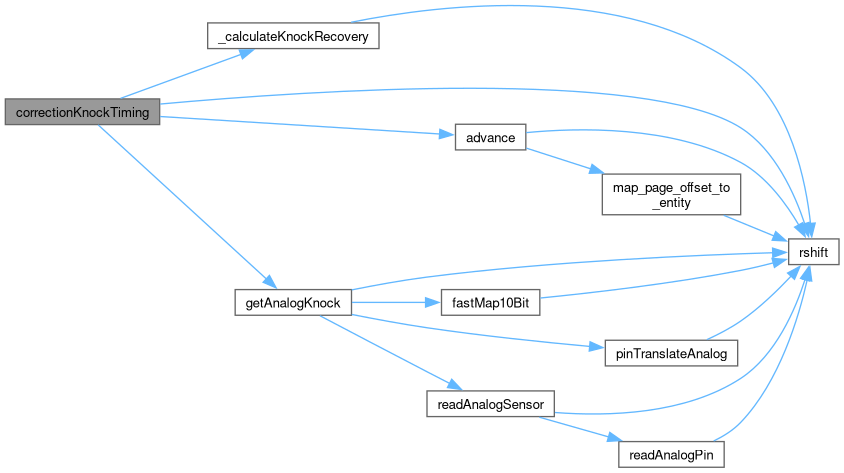 _calculateKnockRecovery
correctionKnockTiming
advance
map_page_offset_to
_entity
rshift
getAnalogKnock
fastMap10Bit
pinTranslateAnalog
readAnalogSensor
readAnalogPin